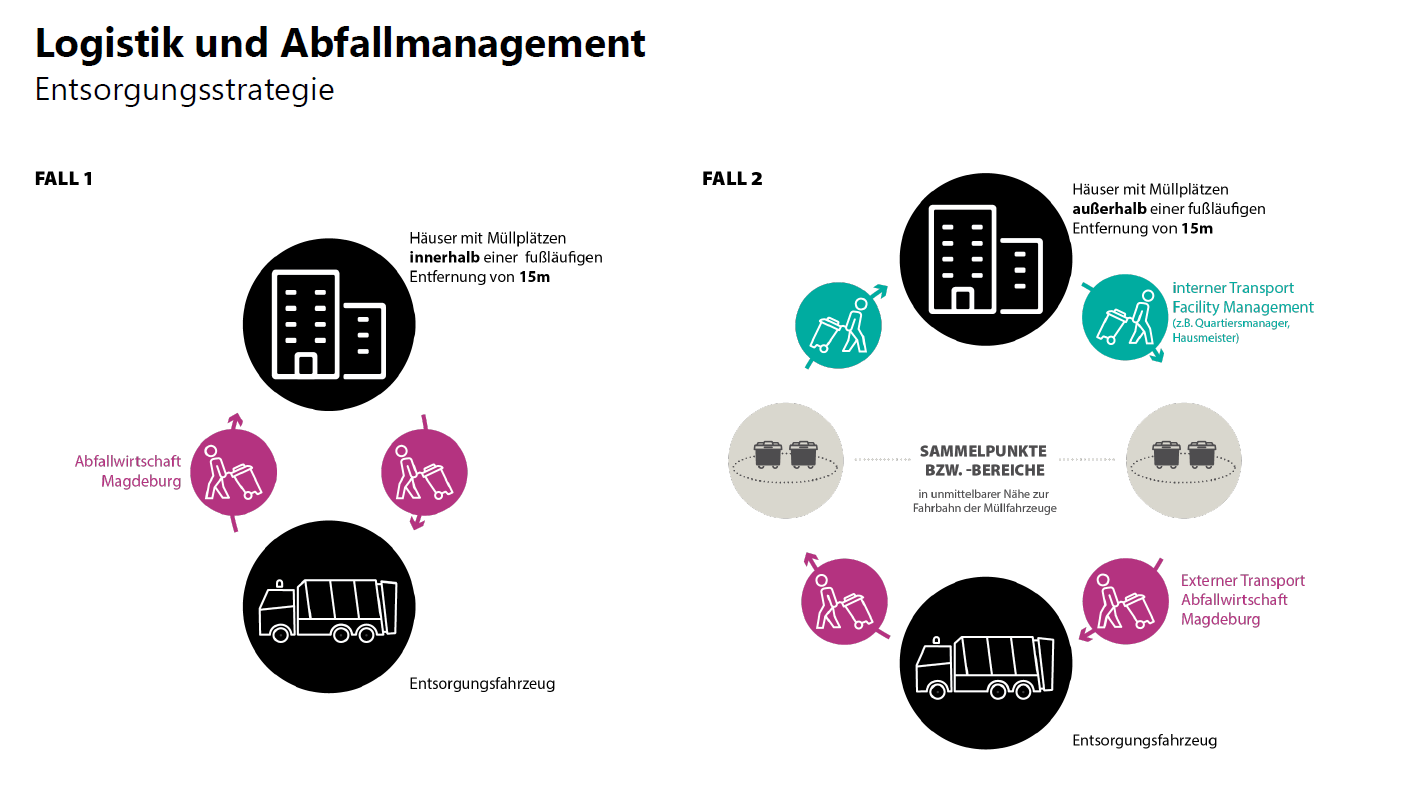 Logistik und Abfallmanagement
Entsorgungsstrategie
FALL 1
Häuser mit Müllplätzen
innerhalb einer fußläufigen
Entfernung von 15m
Abfallwirtschaft
Magdeburg
Entsorgungsfahrzeug
FALL 2
Häuser mit Müllplätzen
außerhalb einer fußläufigen
Entfernung von 15m
interner Transport
Facility Management
(z.B. Quartiersmanager,
Hausmeister)
SAMMELPUNKTE
BZW. -BEREICHE
in unmittelbarer Nähe zur
Fahrbahn der Müllfahrzeuge
Externer Transport
Abfallwirtschaft
Magdeburg
Entsorgungsfahrzeug